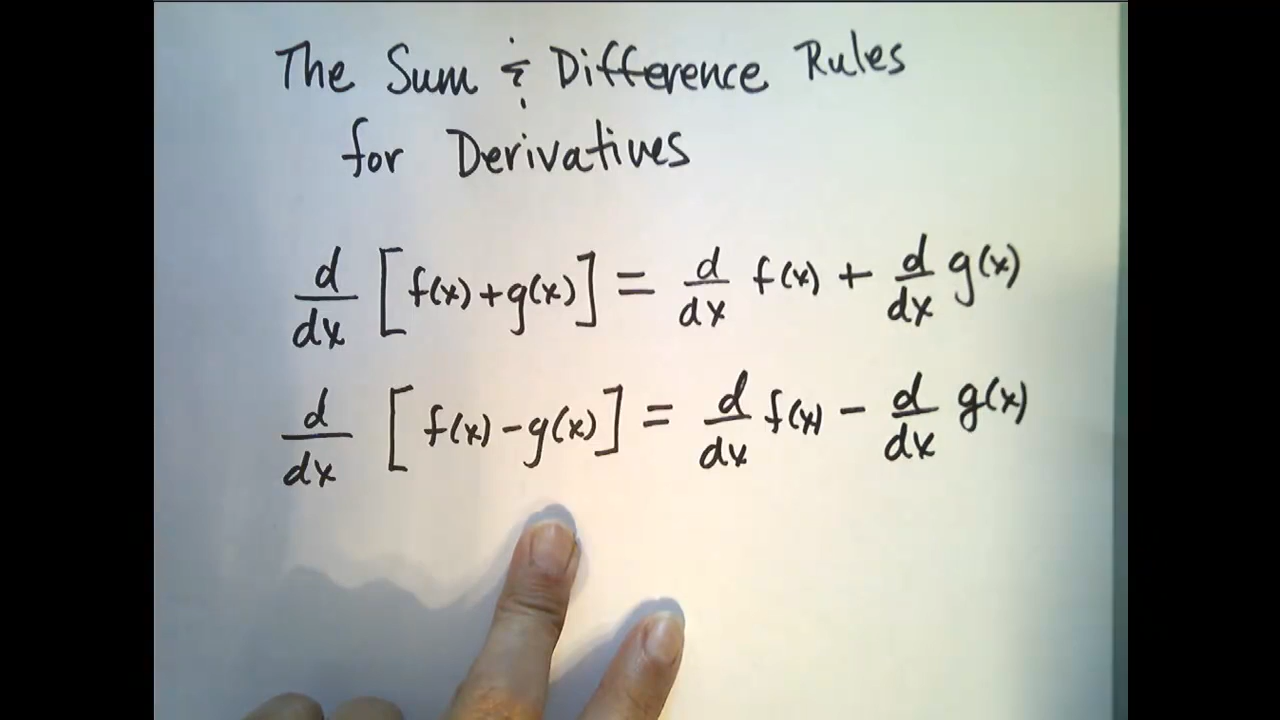 The Sum & Difference Rules
for Derivatives
d/dx [f(x)+g(x)] = d/dx f(x) + d/dx g(x)
d/dx [f(x)-g(x)] = d/dx f(x) - d/dx g(x)